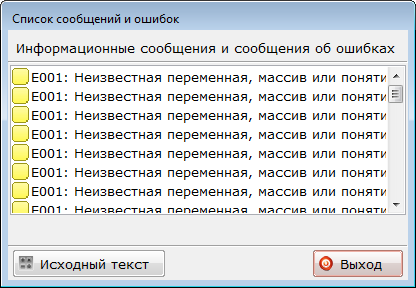 Список сообщений и ошибок
Информационные сообщения и сообщения об ошибках
E001: Неизвестная переменная, массив или поняти
E001: Неизвестная переменная, массив или поняти
E001: Неизвестная переменная, массив или поняти
E001: Неизвестная переменная, массив или поняти
E001: Неизвестная переменная, массив или поняти
E001: Неизвестная переменная, массив или поняти
E001: Неизвестная переменная, массив или поняти
E001: Неизвестная переменная, массив или поняти
Исходный текст
Выход